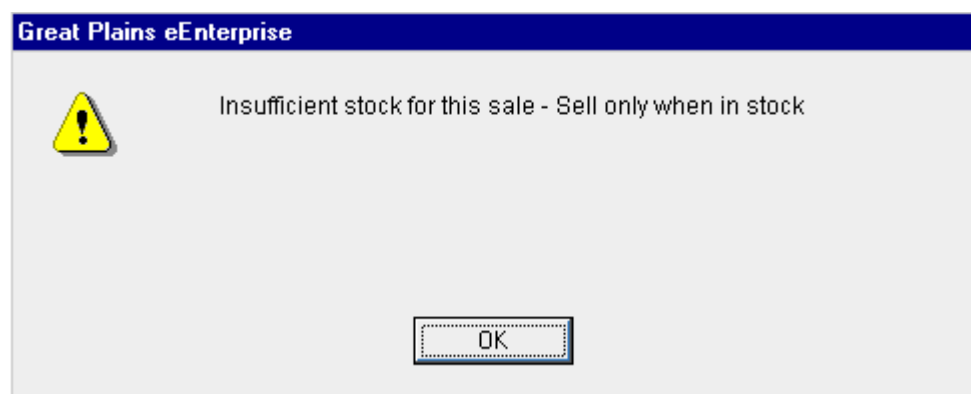 Great Plains eEnterprise
Insufficient stock for this sale - Sell only when in stock
OK